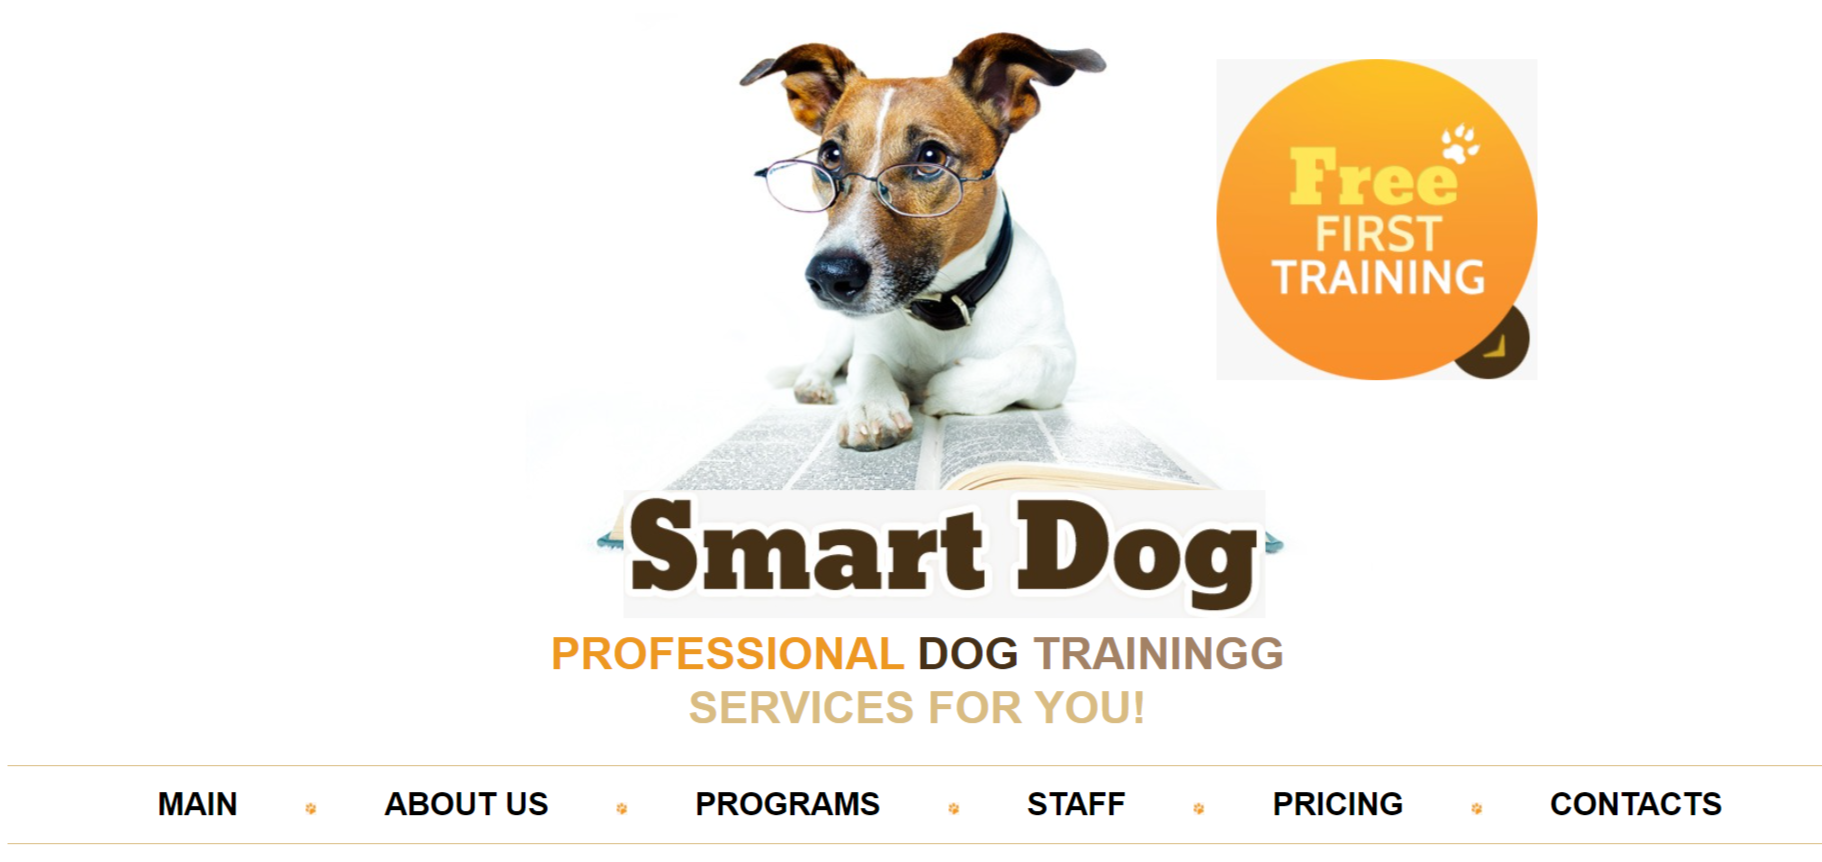 Free
FIRST
TRAINING
Smart Dog
PROFESSIONAL DOG TRAININGG
SERVICES FOR YOU!
MAIN ABOUT US PROGRAMS STAFF PRICING CONTACTS